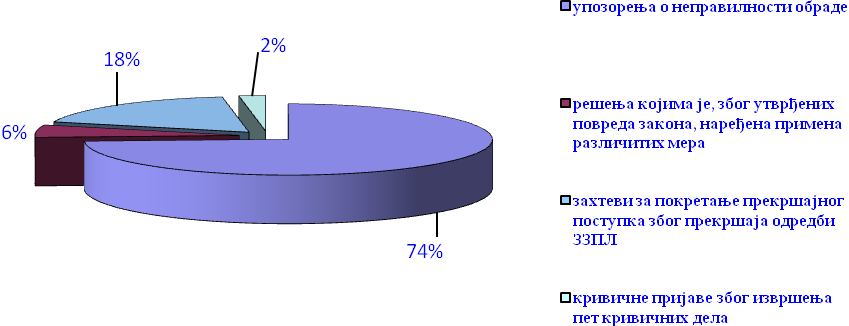 2%
18%
6%
74%
упозорења о неправилности обраде
решења којима је, због утврђених
повреда закона, наређена примена
различитих мера
захтеви за покретање прекршајног
поступка због прекршаја одредби
ЗЗПЛ
кривичне пријаве због извршења
пет кривичних дела